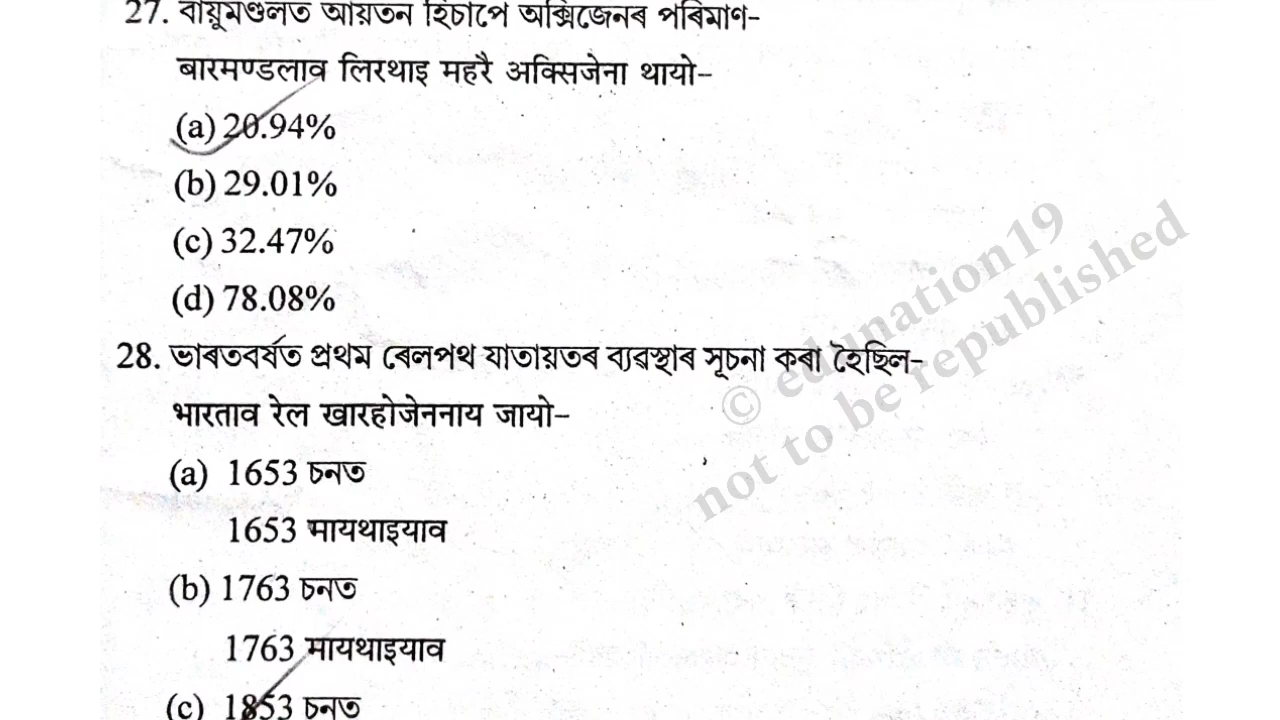 27. বায়ুমণ্ডলত আয়তন হিচাপে অক্সিজেনৰ পৰিমাণ-
बारमण्डलाव लिरथाइ महरै अक्सिजेना थायो-
(a) 20.94%
(b) 29.01%
(c) 32.47%
(d) 78.08%
28. ভাৰতবৰ্ষত প্ৰথম ৰেলপথ যাতায়তৰ ব্যৱস্থাৰ সূচনা কৰা হৈছিল-
भारताव रेल खारहोजेननाय जायो-
(a) 1653 চনত
1653 मायथाइयाव
(b) 1763 চনত
1763 मायथाइयाव
(c) 1853 চনত
© edunation19
not to be republished